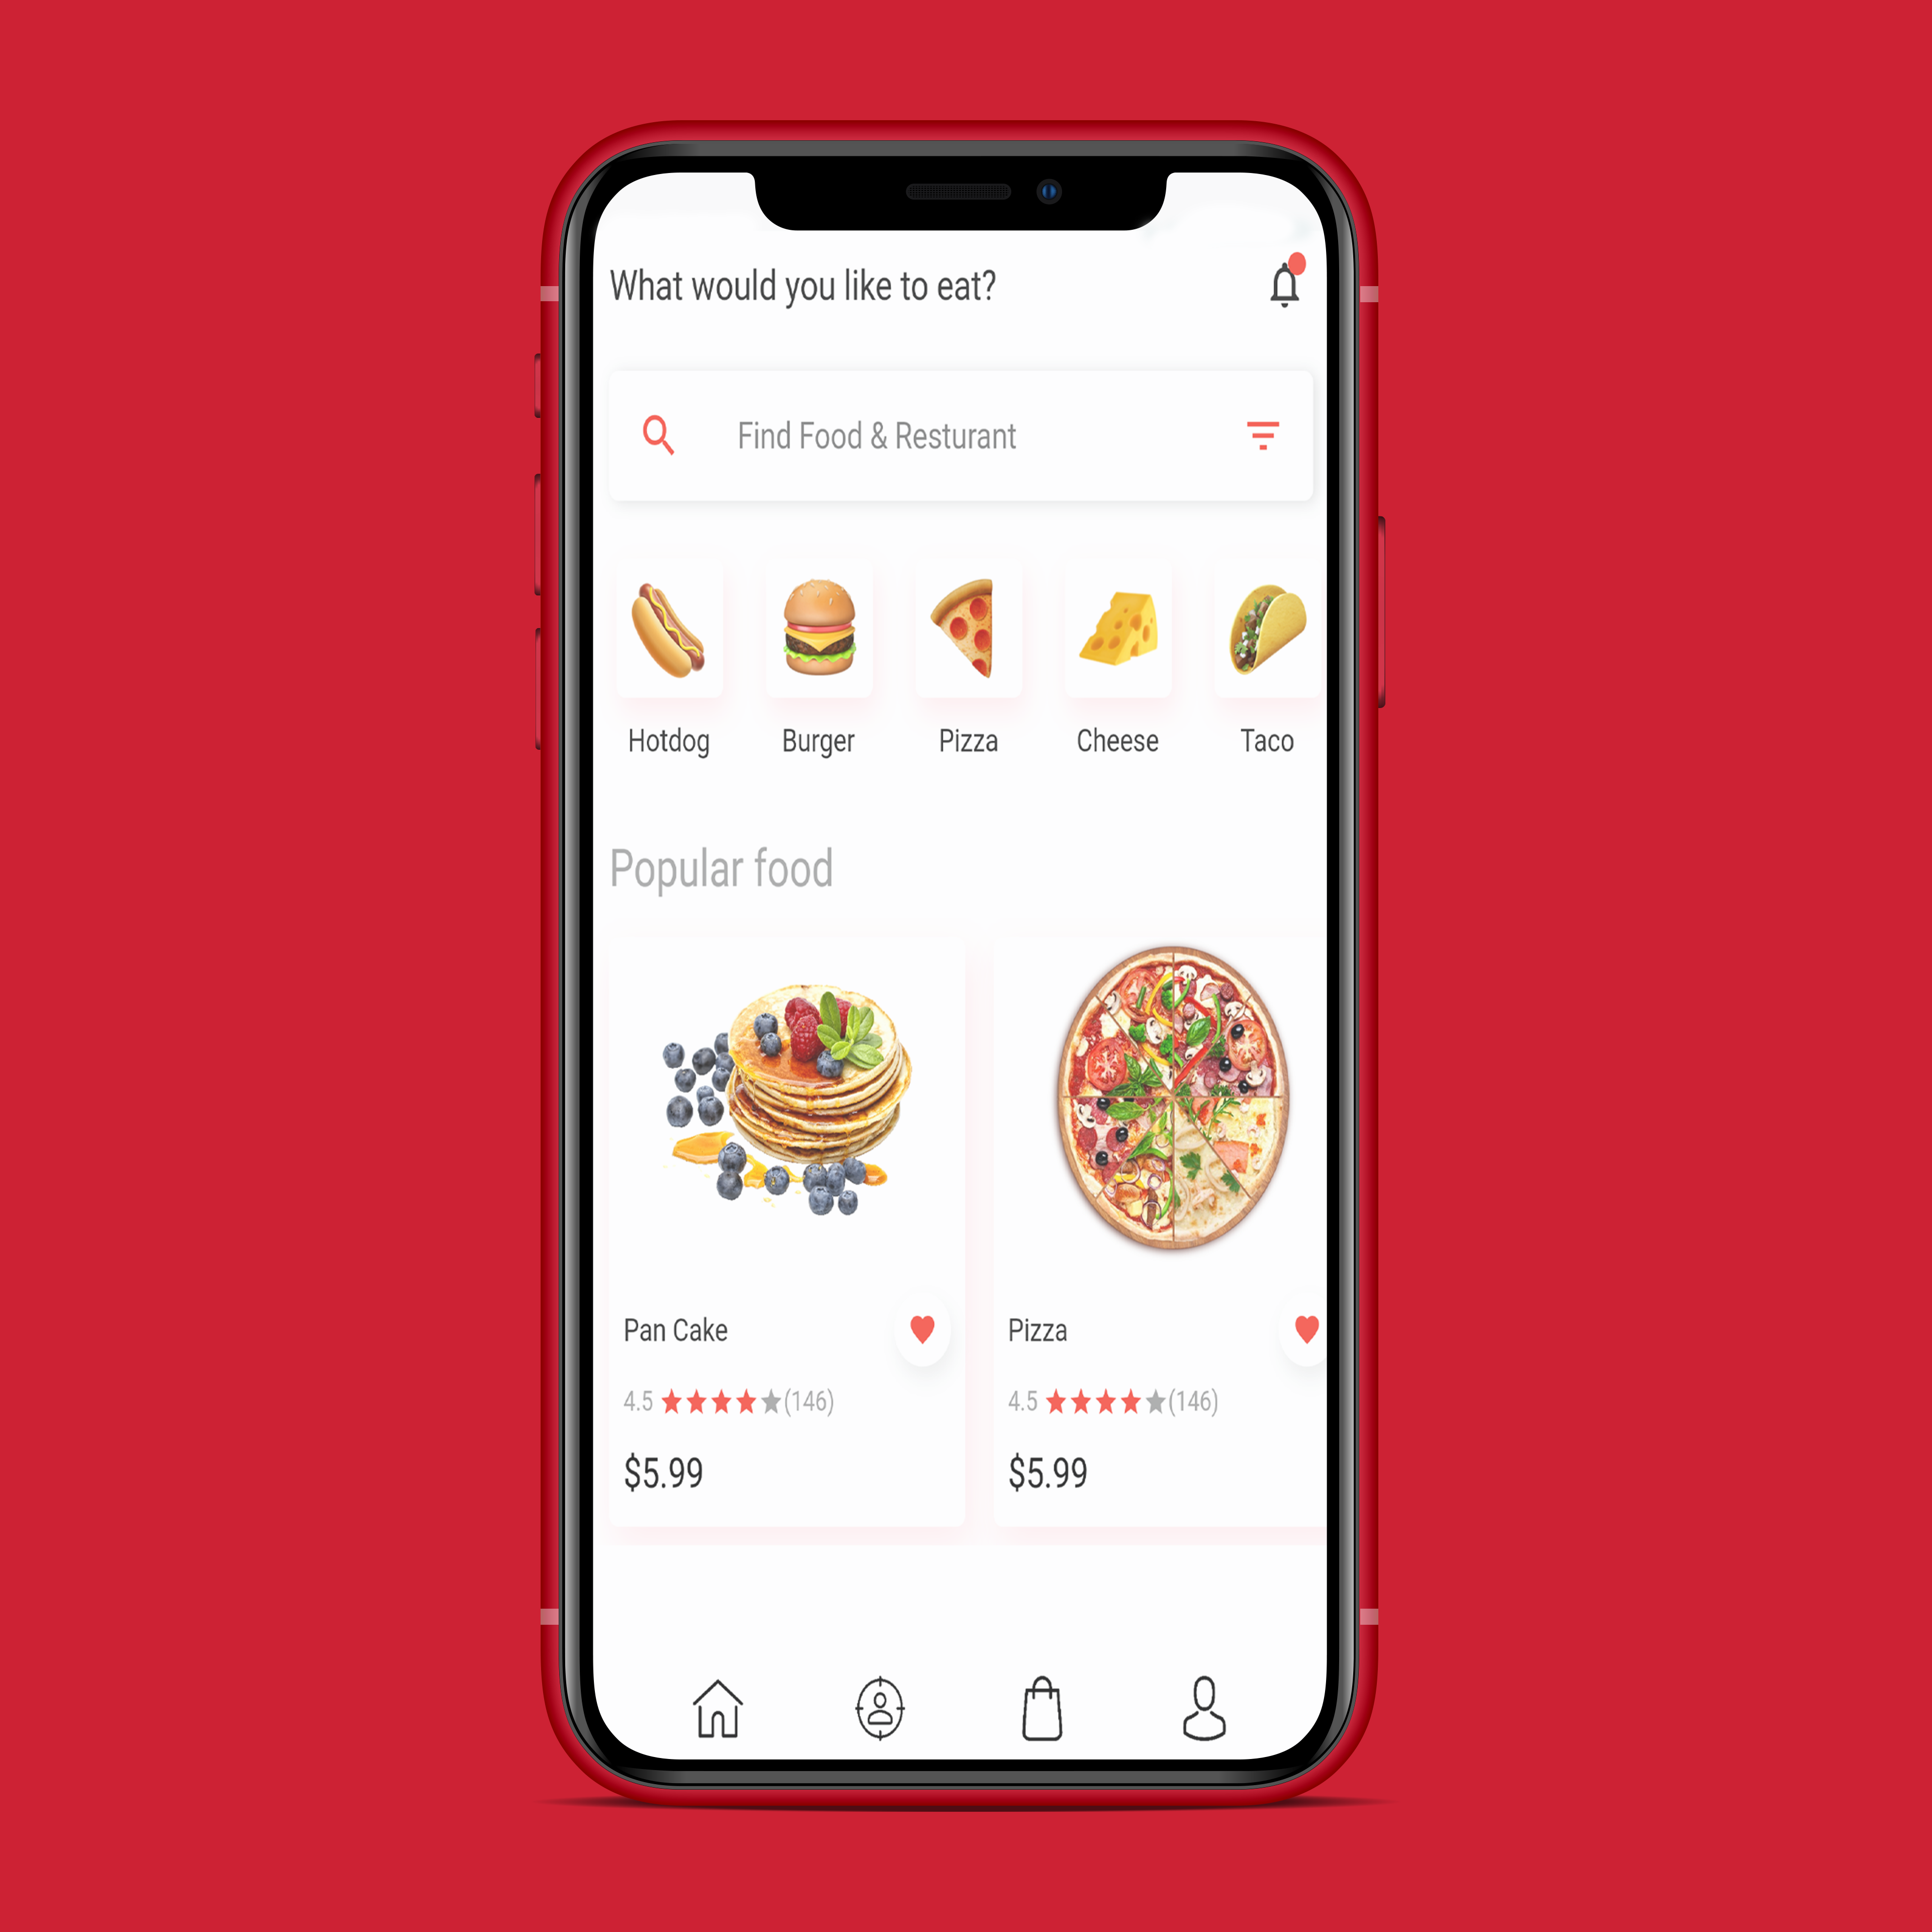 What would you like to eat?
Find Food & Resturant
Hotdog Burger Pizza Cheese Taco
Popular food
Pan Cake Pizza
4.5 (146) 4.5 (146)
$5.99 $5.99